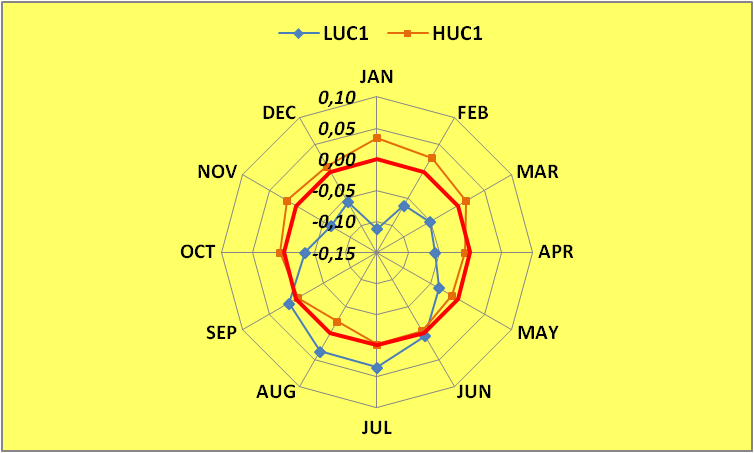 LUC1 HUC1
JAN
0,10
DEC FEB
0,05
0,00
NOV MAR
-0,05
-0,10
OCT -0,15 APR
SEP MAY
AUG JUN
JUL